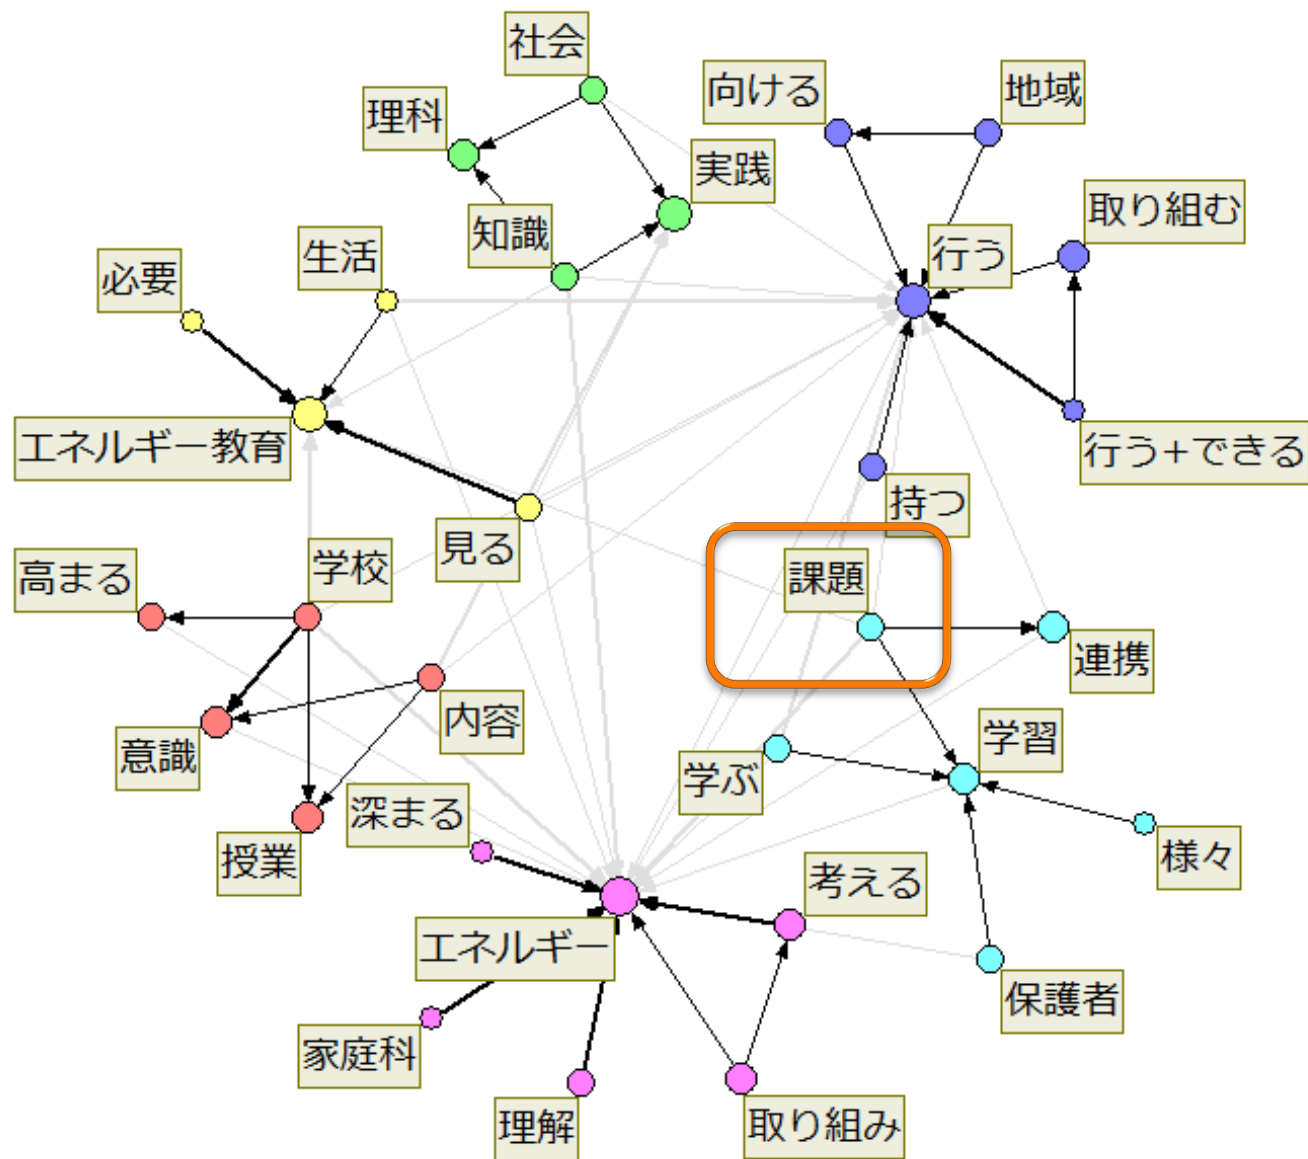 社会
向ける
地域
理科
実践
取り組む
知識
行う
生活
必要
エネルギー教育
行う+できる
持つ
見る
学校
高まる
課題
連携
内容
意識
学習
学ぶ
深まる
授業
様々
考える
エネルギー
保護者
家庭科
理解
取り組み